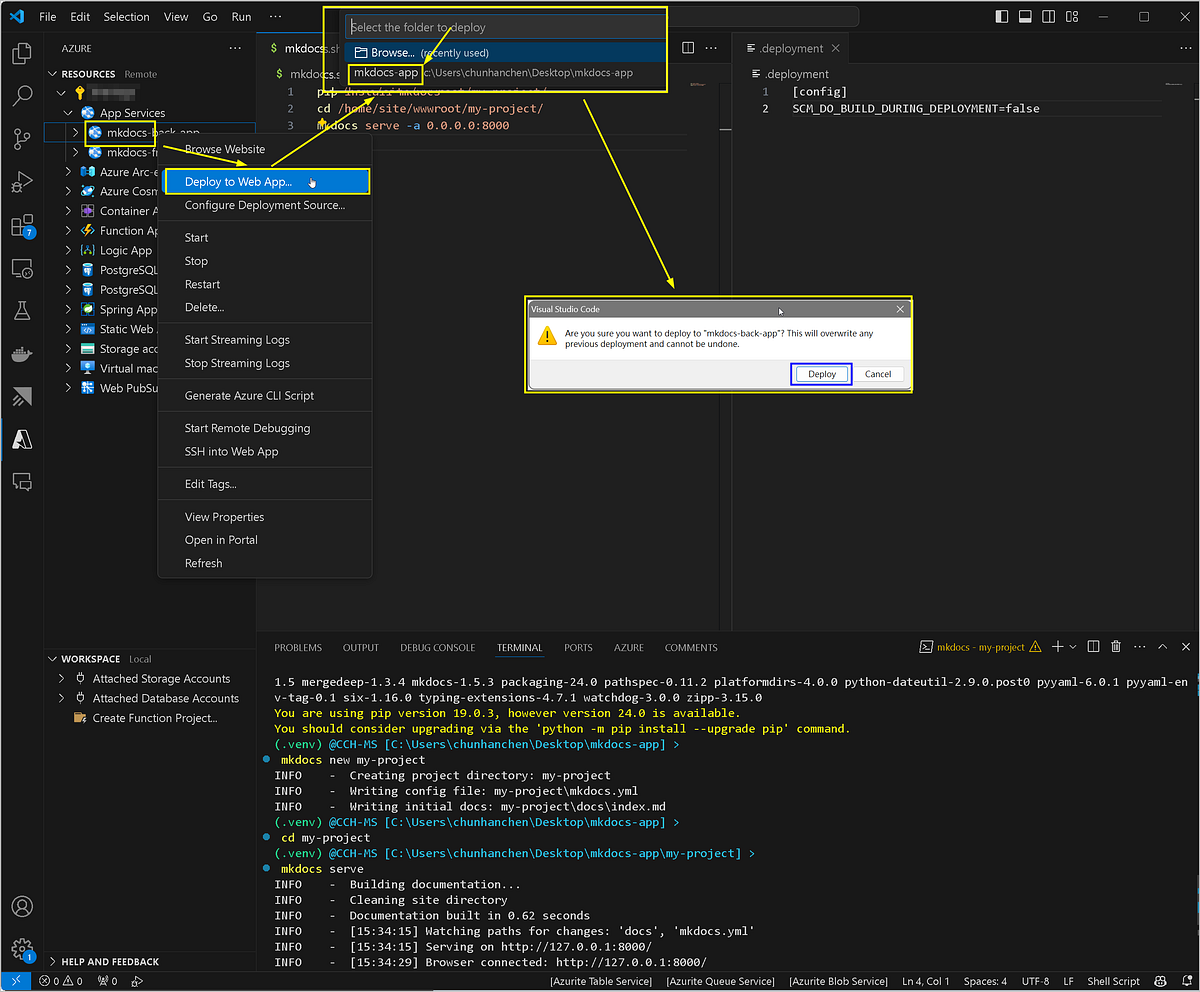 File Edit Selection View Go Run ···
Select the folder to deploy
Browse... (recently used)
mkdocs-app c:\Users\chunhanchen\Desktop\mkdocs-app
AZURE ···
RESOURCES Remote
App Services
mkdocs-back-app
mkdocs-fr
Azure Arc-e
Azure Cosm
Container A
Function Ap
Logic App
PostgreSQL
PostgreSQL
Spring App
Static Web
Storage acc
Virtual mac
Web PubSu
Browse Website
Deploy to Web App...
Configure Deployment Source...
Start
Stop
Restart
Delete...
Start Streaming Logs
Stop Streaming Logs
Generate Azure CLI Script
Start Remote Debugging
SSH into Web App
Edit Tags...
View Properties
Open in Portal
Refresh
$ mkdocs.sh
$ mkdocs.s
1 pip install mkdocs
2 cd /home/site/wwwroot/my-project/
3 mkdocs serve -a 0.0.0.0:8000
.deployment
.deployment
1 [config]
2 SCM_DO_BUILD_DURING_DEPLOYMENT=false
Visual Studio Code
Are you sure you want to deploy to "mkdocs-back-app"? This will overwrite any
previous deployment and cannot be undone.
Deploy Cancel
7
WORKSPACE Local
Attached Storage Accounts
Attached Database Accounts
Create Function Project...
HELP AND FEEDBACK
1
PROBLEMS OUTPUT DEBUG CONSOLE TERMINAL PORTS AZURE COMMENTS
mkdocs - my-project
1.5 mergedeep-1.3.4 mkdocs-1.5.3 packaging-24.0 pathspec-0.11.2 platformdirs-4.0.0 python-dateutil-2.9.0.post0 pyyaml-6.0.1 pyyaml-en
v-tag-0.1 six-1.16.0 typing-extensions-4.7.1 watchdog-3.0.0 zipp-3.15.0
You are using pip version 19.0.3, however version 24.0 is available.
You should consider upgrading via the 'python -m pip install --upgrade pip' command.
(.venv) @CCH-MS [C:\Users\chunhanchen\Desktop\mkdocs-app] >
mkdocs new my-project
INFO - Creating project directory: my-project
INFO - Writing config file: my-project\mkdocs.yml
INFO - Writing initial docs: my-project\docs\index.md
(.venv) @CCH-MS [C:\Users\chunhanchen\Desktop\mkdocs-app] >
cd my-project
(.venv) @CCH-MS [C:\Users\chunhanchen\Desktop\mkdocs-app\my-project] >
mkdocs serve
INFO - Building documentation...
INFO - Cleaning site directory
INFO - Documentation built in 0.62 seconds
INFO - [15:34:15] Watching paths for changes: 'docs', 'mkdocs.yml'
INFO - [15:34:15] Serving on http://127.0.0.1:8000/
INFO - [15:34:29] Browser connected: http://127.0.0.1:8000/
0 0 0 [Azurite Table Service] [Azurite Queue Service] [Azurite Blob Service] Ln 4, Col 1 Spaces: 4 UTF-8 LF Shell Script